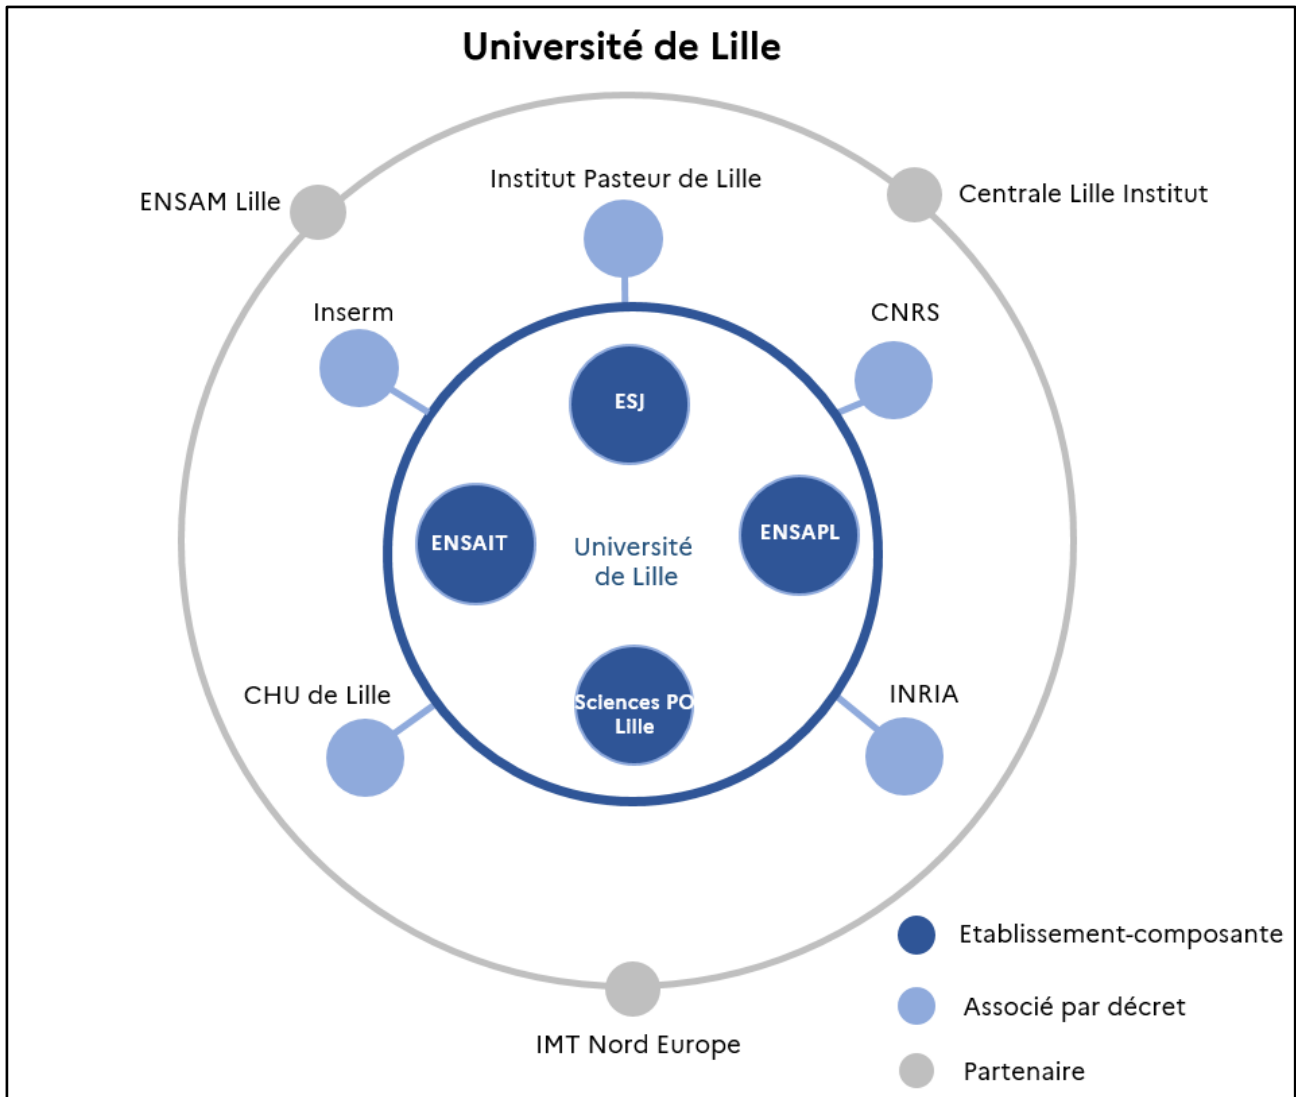 Université de Lille
Institut Pasteur de Lille
ENSAM Lille
Centrale Lille Institut
Inserm
CNRS
ESJ
ENSAIT
ENSAPL
Université
de Lille
CHU de Lille
INRIA
Sciences PO
Lille
Etablissement-composante
Associé par décret
IMT Nord Europe
Partenaire